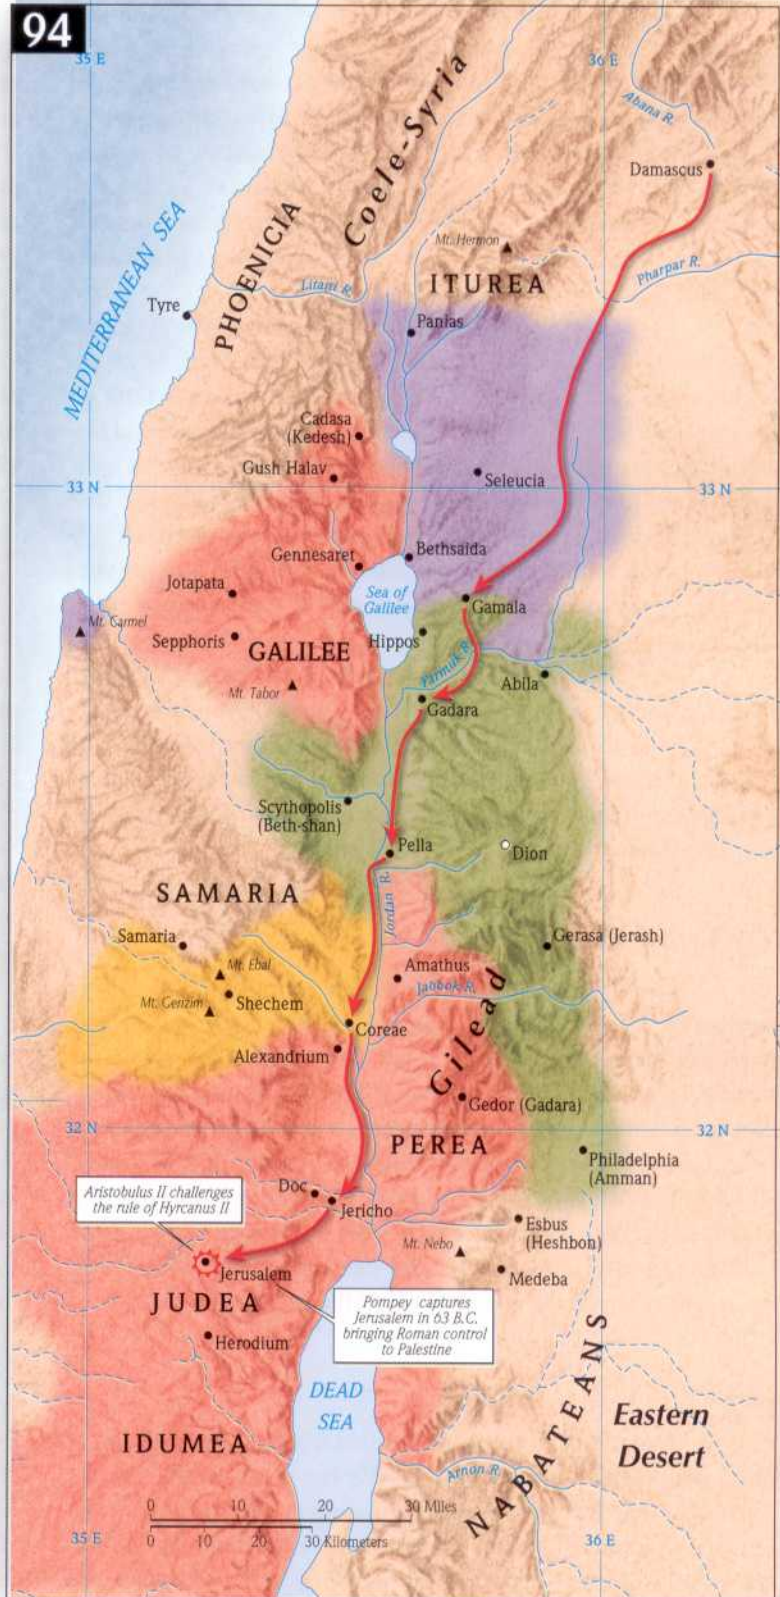 94
35 E
36 E
Coele-Syria
Abana R.
Damascus
MEDITERRANEAN SEA
PHOENICIA
Mt. Hermon
ITUREA
Pharpar R.
Litani R.
Tyre
Panias
Cadasa
(Kedesh)
Gush Halav
Seleucia
33 N
33 N
Gennesaret
Bethsaida
Jotapata
Sea of
Galilee
Gamala
Mt. Carmel
Sepphoris
GALILEE
Hippos
Yarmuk R.
Abila
Mt. Tabor
Gadara
Scythopolis
(Beth-shan)
Pella
Dion
SAMARIA
Jordan R.
Samaria
Gerasa (Jerash)
Mt. Ebal
Amathus
Jabbok R.
Mt. Gerizim
Shechem
Gilead
Coreae
Alexandrium
Gedor (Gadara)
32 N
32 N
PEREA
Philadelphia
(Amman)
Aristobulus II challenges
the rule of Hyrcanus II
Doc
Jericho
Esbus
(Heshbon)
Mt. Nebo
Jerusalem
Medeba
JUDEA
Pompey captures
Jerusalem in 63 B.C.
bringing Roman control
to Palestine
Herodium
DEAD
SEA
NABATEANS
Eastern
Desert
IDUMEA
Arnon R.
0 10 20 30 Miles
0 10 20 30 Kilometers
35 E
36 E